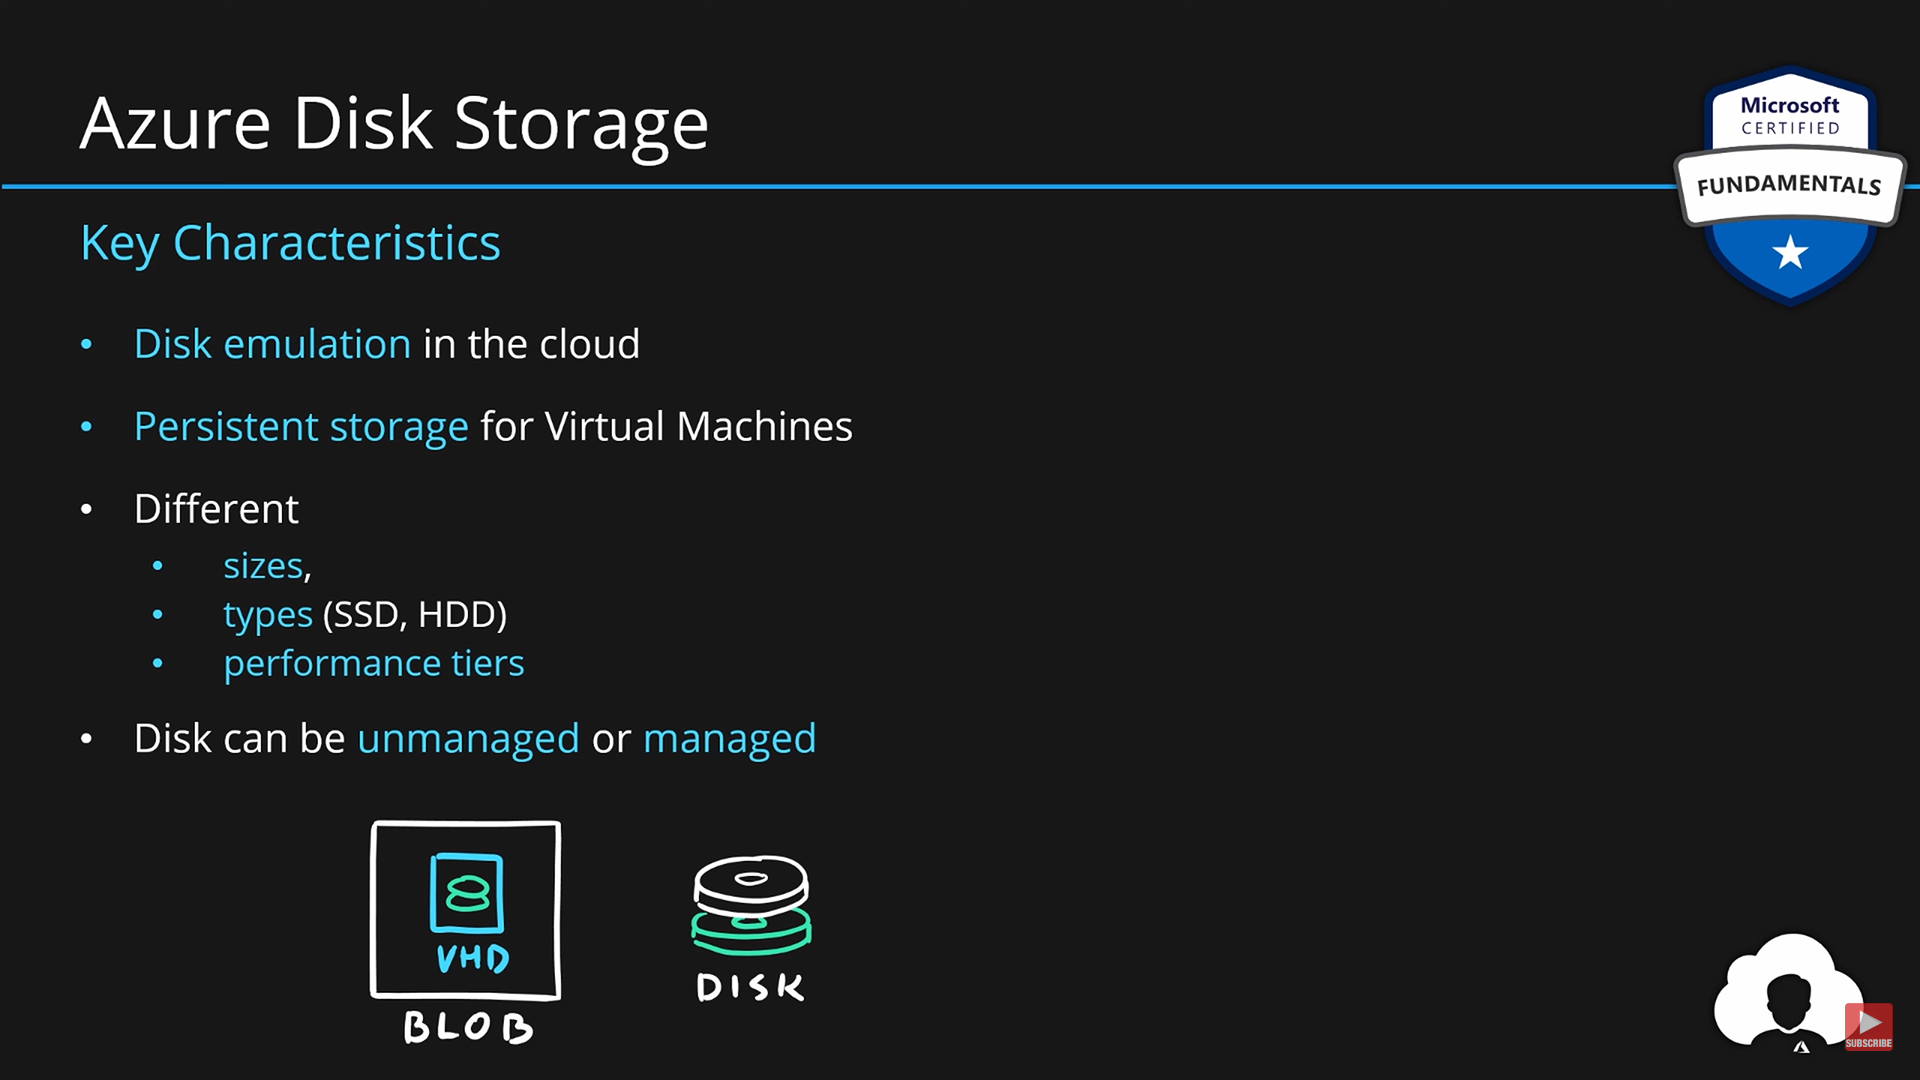 Azure Disk Storage
Microsoft
CERTIFIED
FUNDAMENTALS
Key Characteristics
• Disk emulation in the cloud
• Persistent storage for Virtual Machines
• Different
• sizes,
• types (SSD, HDD)
• performance tiers
• Disk can be unmanaged or managed
VHD
BLOB
DISK
SUBSCRIBE